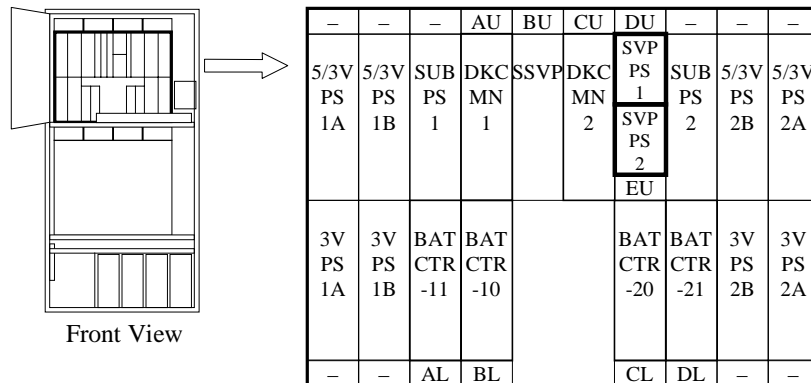 – – – AU BU CU DU – – –
5/3V PS 1A
5/3V PS 1B
SUB PS 1
DKC MN 1
SSVP
DKC MN 2
SVP PS 1
SVP PS 2
EU
SUB PS 2
5/3V PS 2B
5/3V PS 2A
3V PS 1A
3V PS 1B
BAT CTR -11
BAT CTR -10
BAT CTR -20
BAT CTR -21
3V PS 2B
3V PS 2A
– – AL BL CL DL – –
Front View